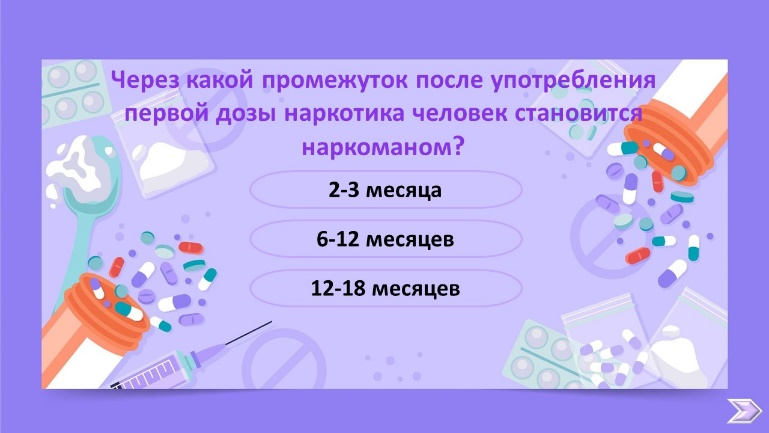 Через какой промежуток после употребления
первой дозы наркотика человек становится
наркоманом?
2-3 месяца
6-12 месяцев
12-18 месяцев